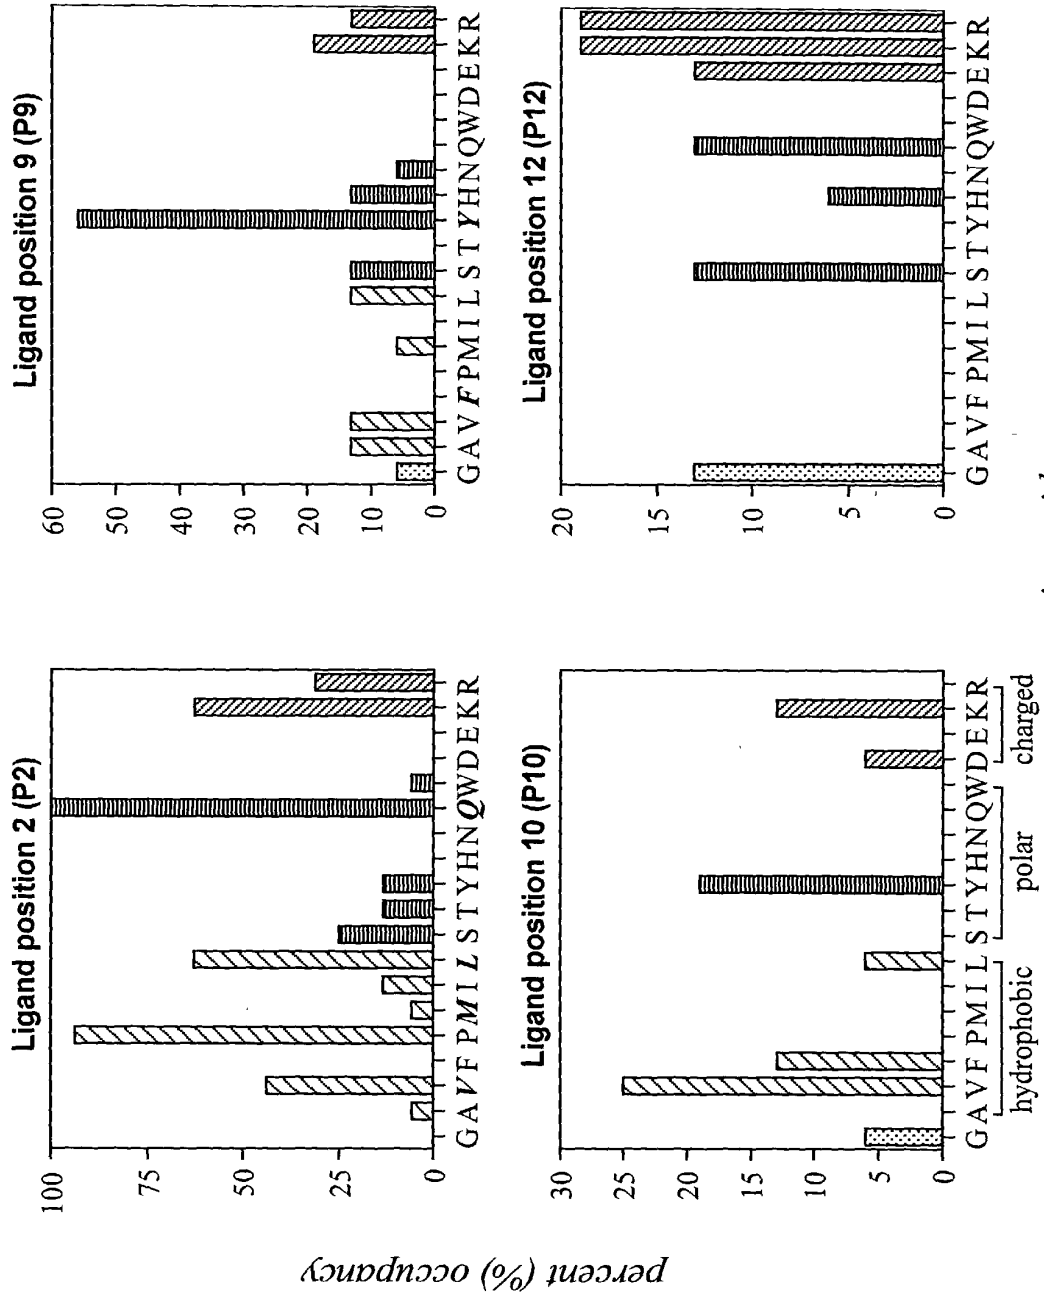 Ligand position 2 (P2)
100
75
50
25
0
G A V F P M I L S T Y H N Q W D E K R
Ligand position 9 (P9)
60
50
40
30
20
10
0
G A V F P M I L S T Y H N Q W D E K R
Ligand position 10 (P10)
30
25
20
15
10
5
0
G A V F P M I L S T Y H N Q W D E K R
hydrophobic polar charged
Ligand position 12 (P12)
20
15
10
5
0
G A V F P M I L S T Y H N Q W D E K R
percent (%) occupancy